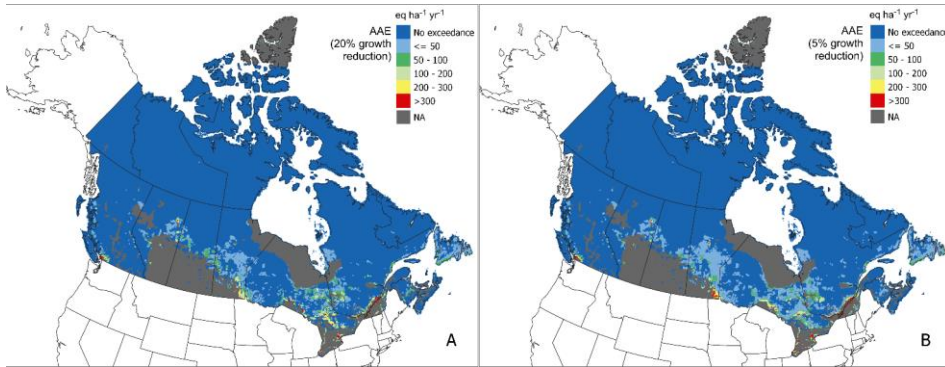 eq ha⁻¹ yr⁻¹
AAE
(20% growth
reduction)
No exceedance
<= 50
50 - 100
100 - 200
200 - 300
>300
NA
A
eq ha⁻¹ yr⁻¹
AAE
(5% growth
reduction)
No exceedance
<= 50
50 - 100
100 - 200
200 - 300
>300
NA
B